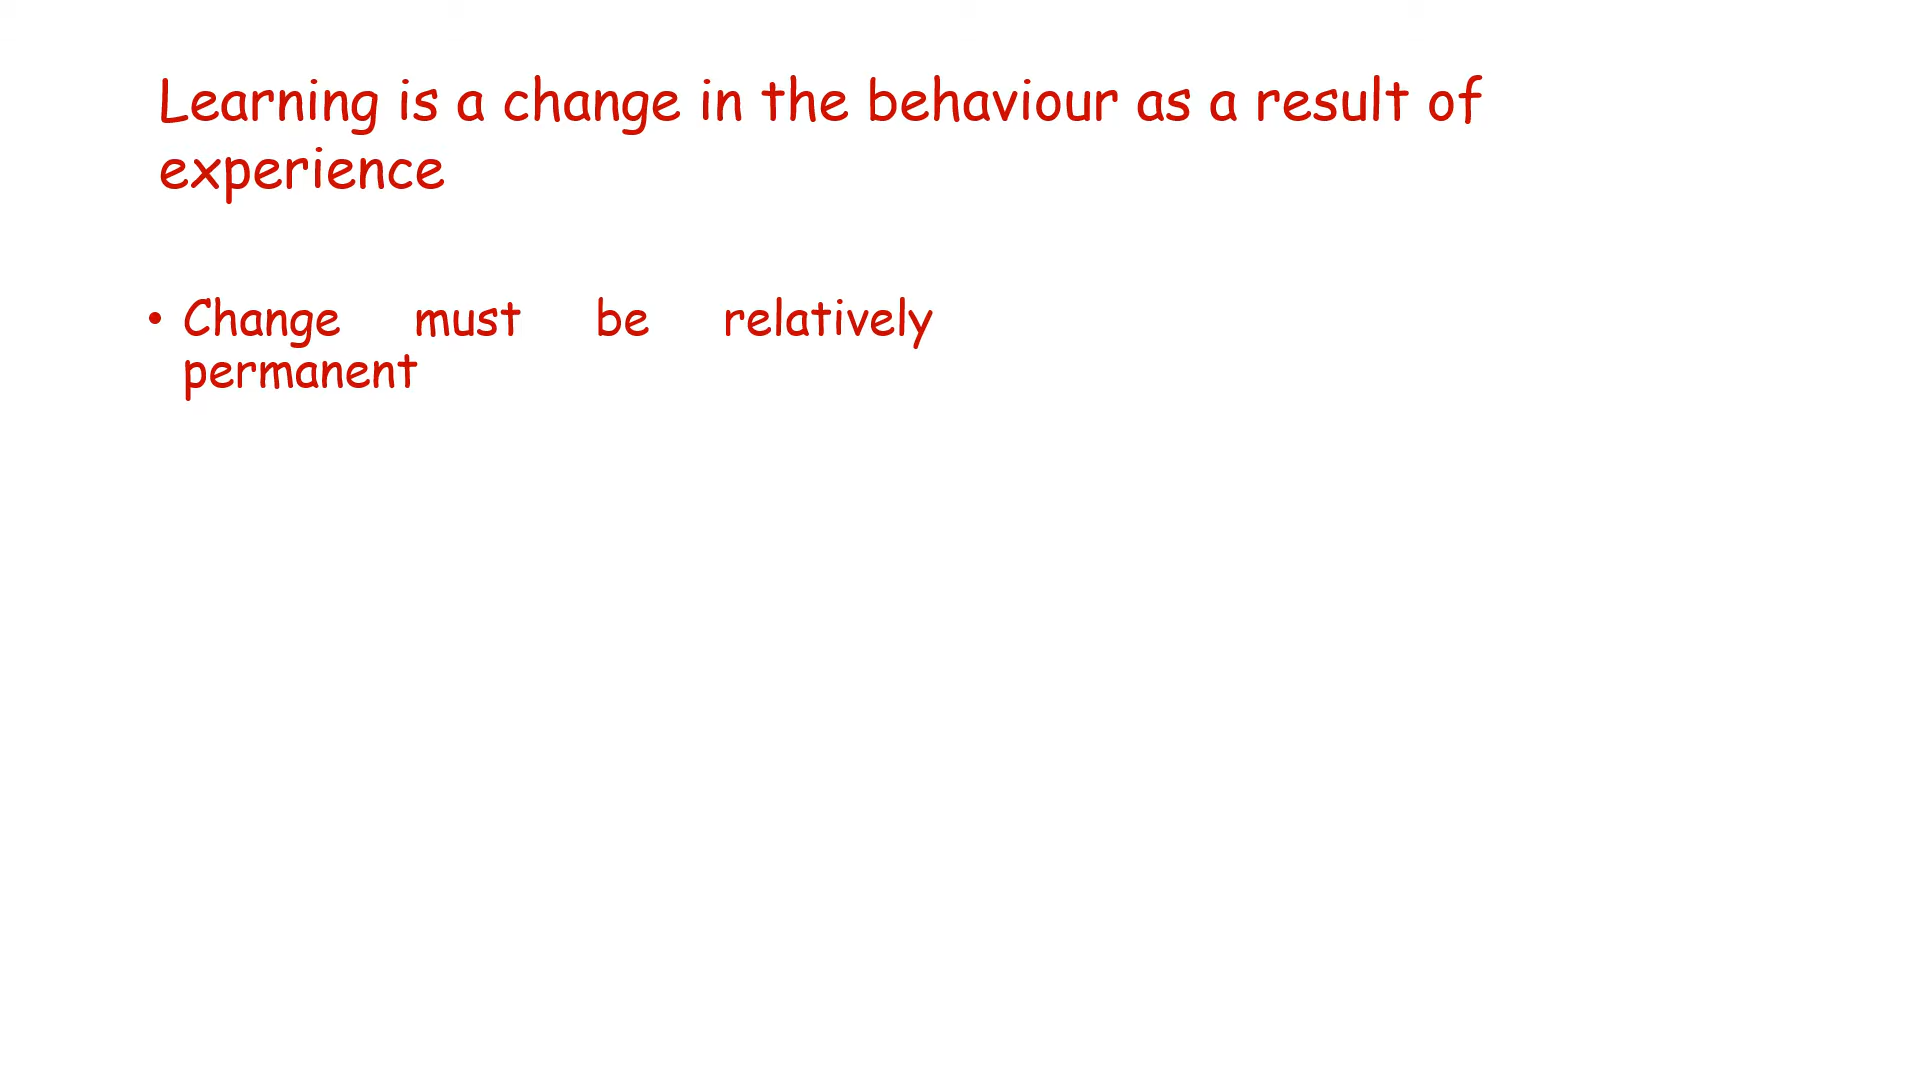 Learning is a change in the behaviour as a result of
experience
• Change must be relatively
permanent